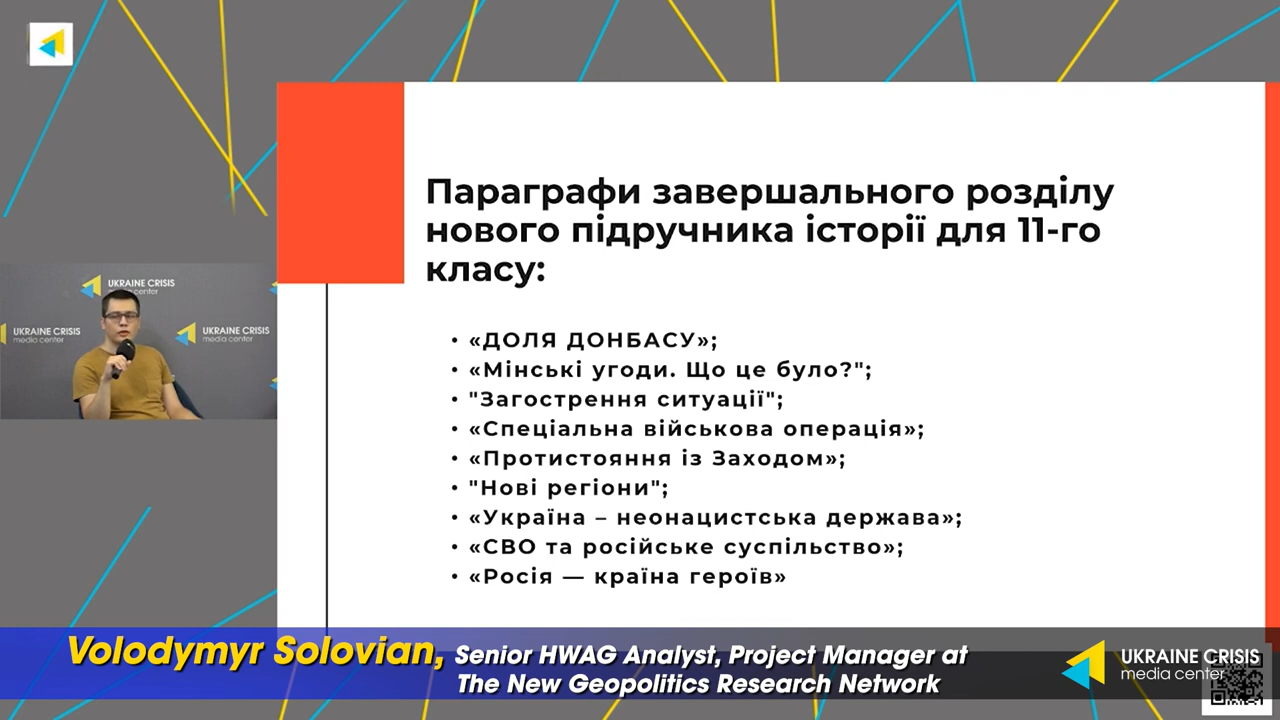 Параграфи завершального розділу
нового підручника історії для 11-го
класу:
• «ДОЛЯ ДОНБАСУ»;
• «Мінські угоди. Що це було?";
• "Загострення ситуації";
• «Спеціальна військова операція»;
• «Протистояння із Заходом»;
• "Нові регіони";
• «Україна – неонацистська держава»;
• «СВО та російське суспільство»;
• «Росія — країна героїв»
UKRAINE CRISIS
media center
UKRAINE CRISIS
media center
UKRAINE CRISIS
media center
Volodymyr Solovian, Senior HWAG Analyst, Project Manager at
The New Geopolitics Research Network
UKRAINE CRISIS
media center